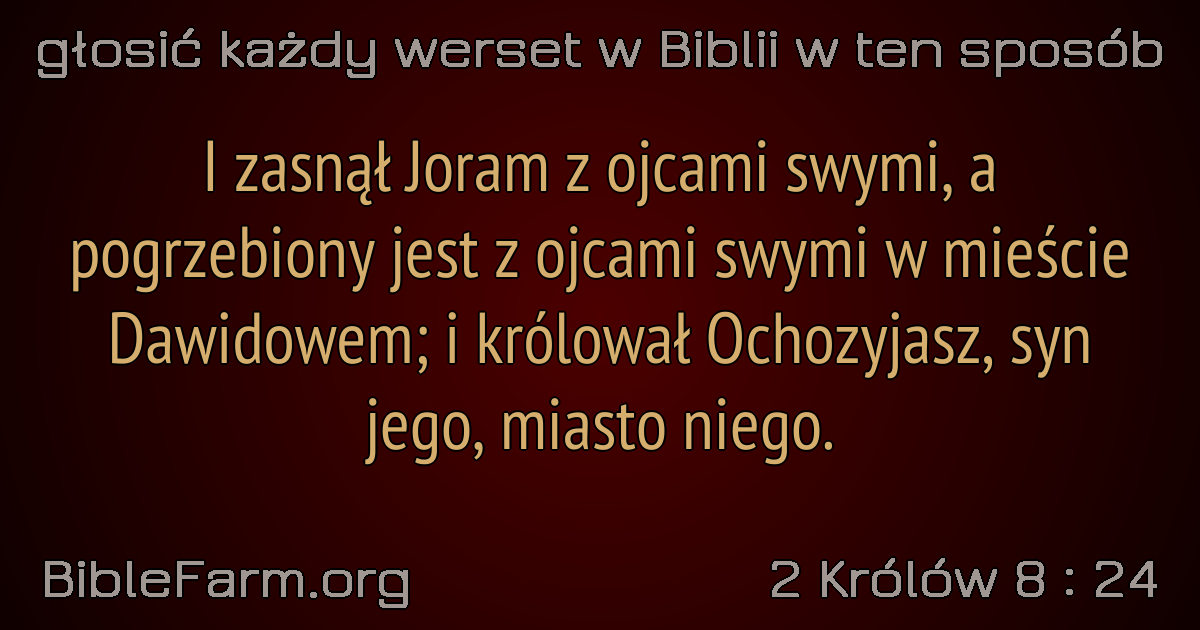 głosić każdy werset w Biblii w ten sposób
I zasnął Joram z ojcami swymi, a
pogrzebiony jest z ojcami swymi w mieście
Dawidowem; i królował Ochozyjasz, syn
jego, miasto niego.
BibleFarm.org
2 Królów 8 : 24